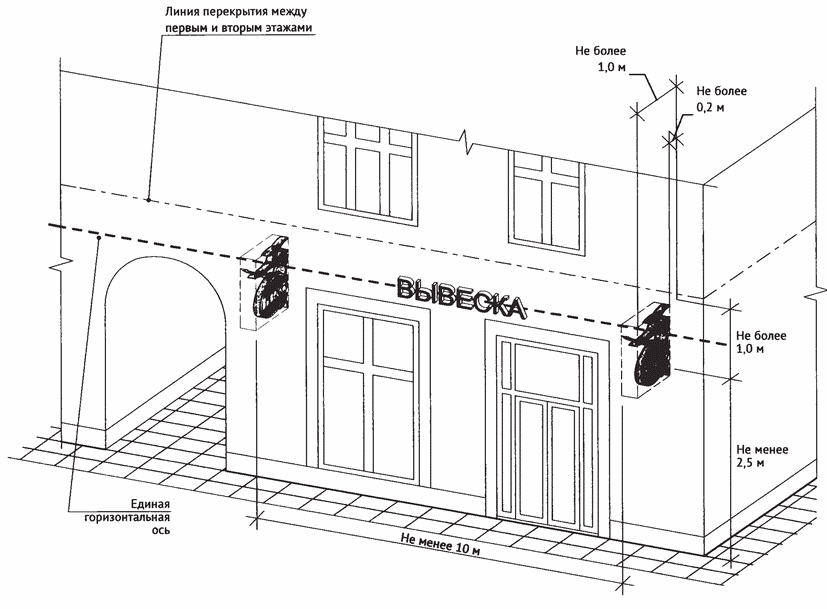 Линия перекрытия между
первым и вторым этажами
Не более
1,0 м
Не более
0,2 м
ВЫВЕСКА
Не более
1,0 м
Не менее
2,5 м
Единая
горизонтальная
ось
Не менее 10 м